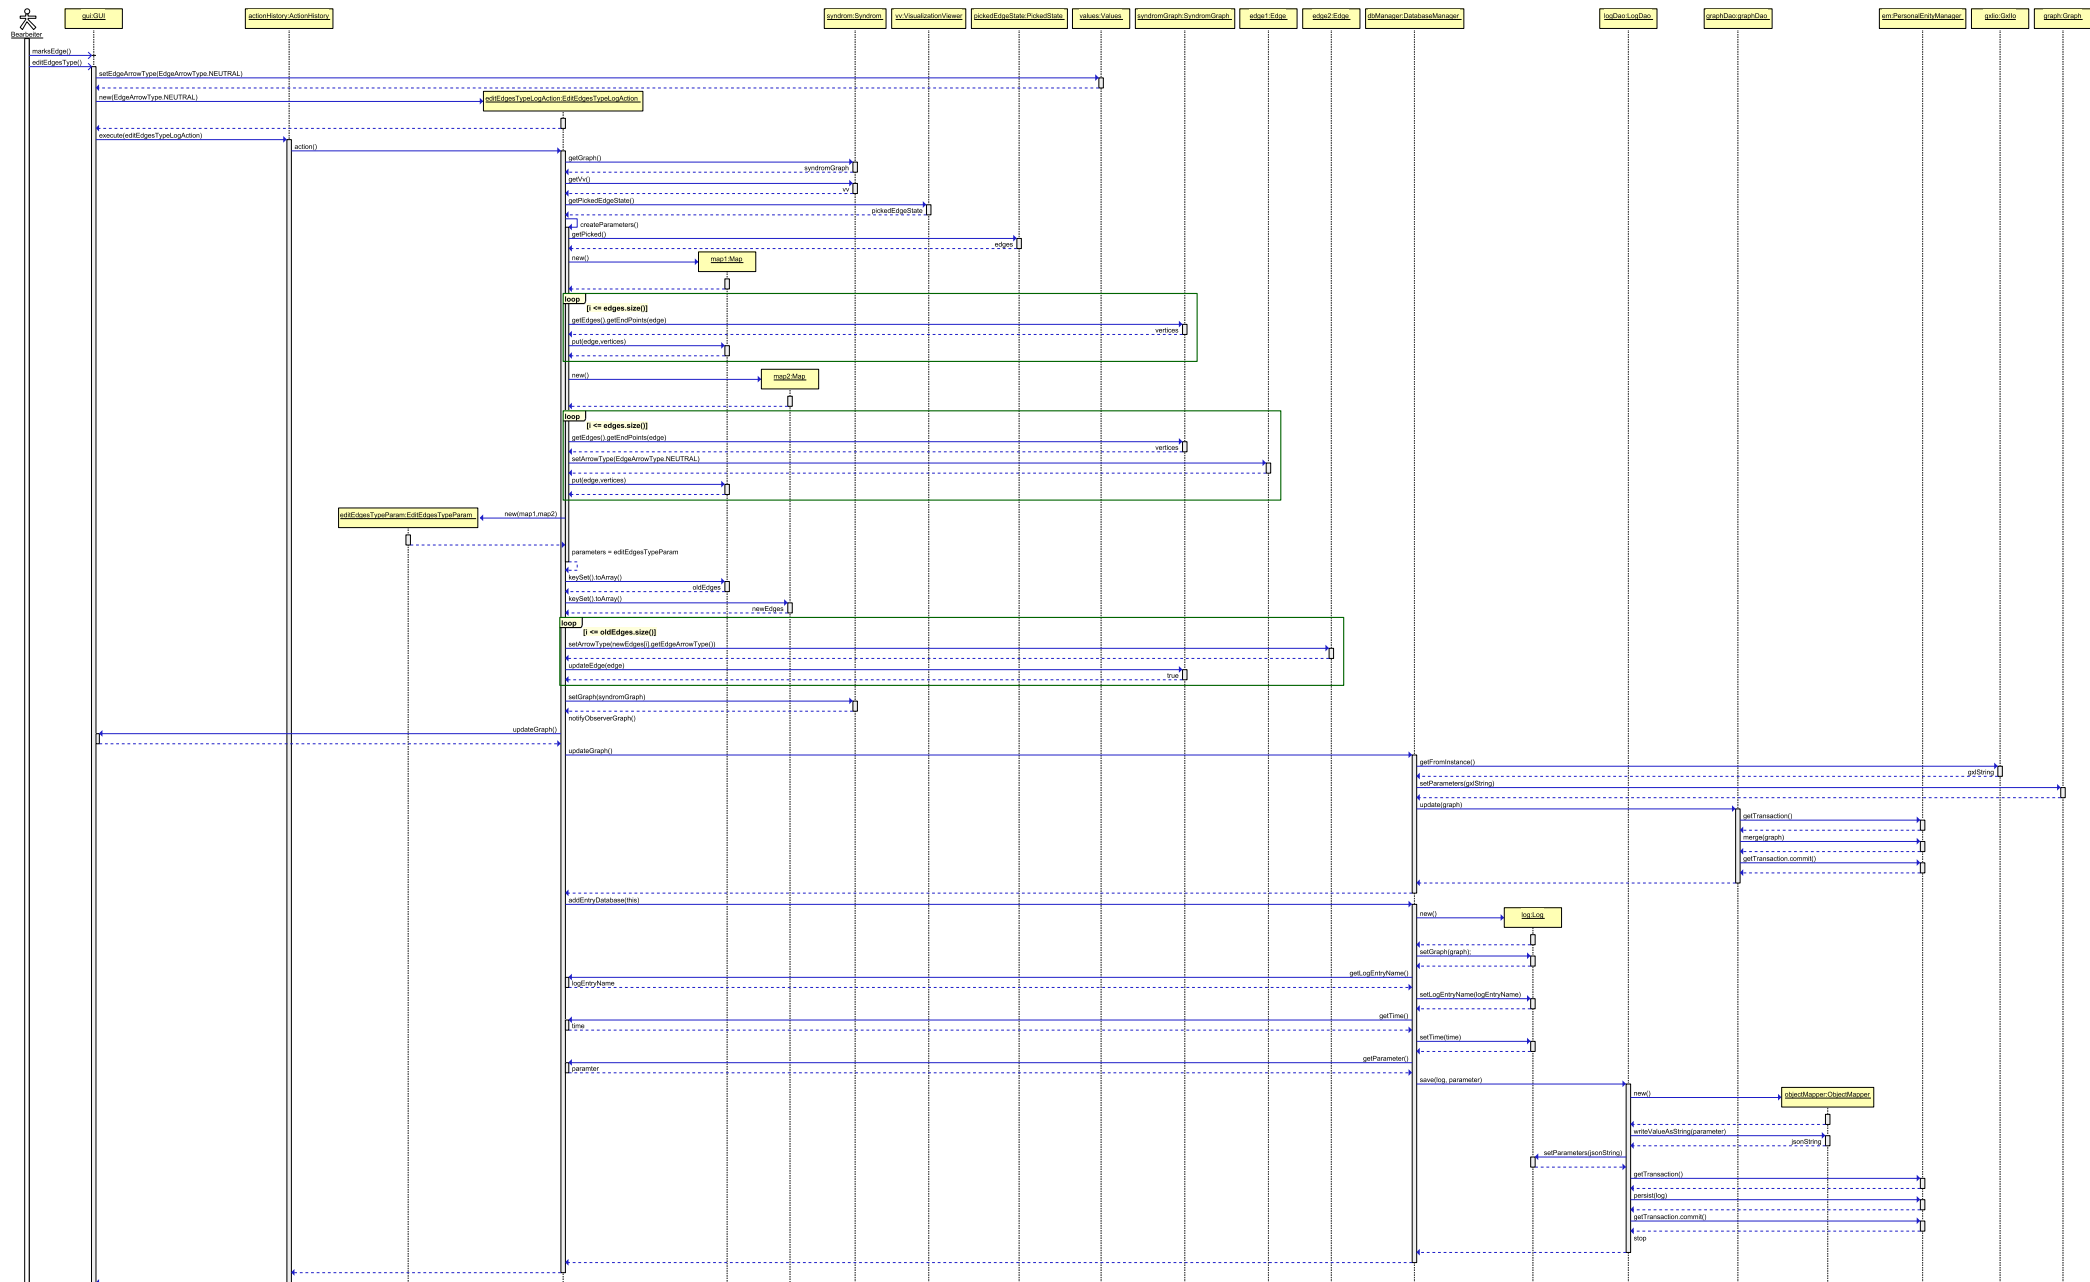 gui:GUI
actionHistory:ActionHistory
syndrom:Syndrom
vv:VisualizationViewer
pickedEdgeState:PickedState
values:Values
syndromGraph:SyndromGraph
edge1:Edge
edge2:Edge
dbManager:DatabaseManager
logDao:LogDao
graphDao:graphDao
em:PersonalEnityManager
gxlio:GxlIo
graph:Graph
Bearbeiter
marksEdge()
editEdgesType()
setEdgeArrowType(EdgeArrowType.NEUTRAL)
new(EdgeArrowType.NEUTRAL)
editEdgesTypeLogAction:EditEdgesTypeLogAction
execute(editEdgesTypeLogAction)
action()
getGraph()
syndromGraph
getVv()
vv
getPickedEdgeState()
pickedEdgeState
createParameters()
getPicked()
edges
new()
map1:Map
loop
[i <= edges.size()]
getEdges().getEndPoints(edge)
vertices
put(edge,vertices)
new()
map2:Map
loop
[i <= edges.size()]
getEdges().getEndPoints(edge)
vertices
setArrowType(EdgeArrowType.NEUTRAL)
put(edge,vertices)
editEdgesTypeParam:EditEdgesTypeParam
new(map1,map2)
parameters = editEdgesTypeParam
keySet().toArray()
oldEdges
keySet().toArray()
newEdges
loop
[i <= oldEdges.size()]
setArrowType(newEdges[i).getEdgeArrowType())
updateEdge(edge)
true
setGraph(syndromGraph)
notifyObserverGraph()
updateGraph()
updateGraph()
getFromInstance()
gxlString
setParameters(gxlString)
update(graph)
getTransaction()
merge(graph)
getTransaction.commit()
addEntryDatabase(this)
new()
log:Log
setGraph(graph);
getLogEntryName()
logEntryName
setLogEntryName(logEntryName)
getTime()
time
setTime(time)
getParameter()
paramter
save(log, parameter)
new()
objectMapper:ObjectMapper
writeValueAsString(parameter)
jsonString
setParameters(jsonString)
getTransaction()
persist(log)
getTransaction.commit()
stop